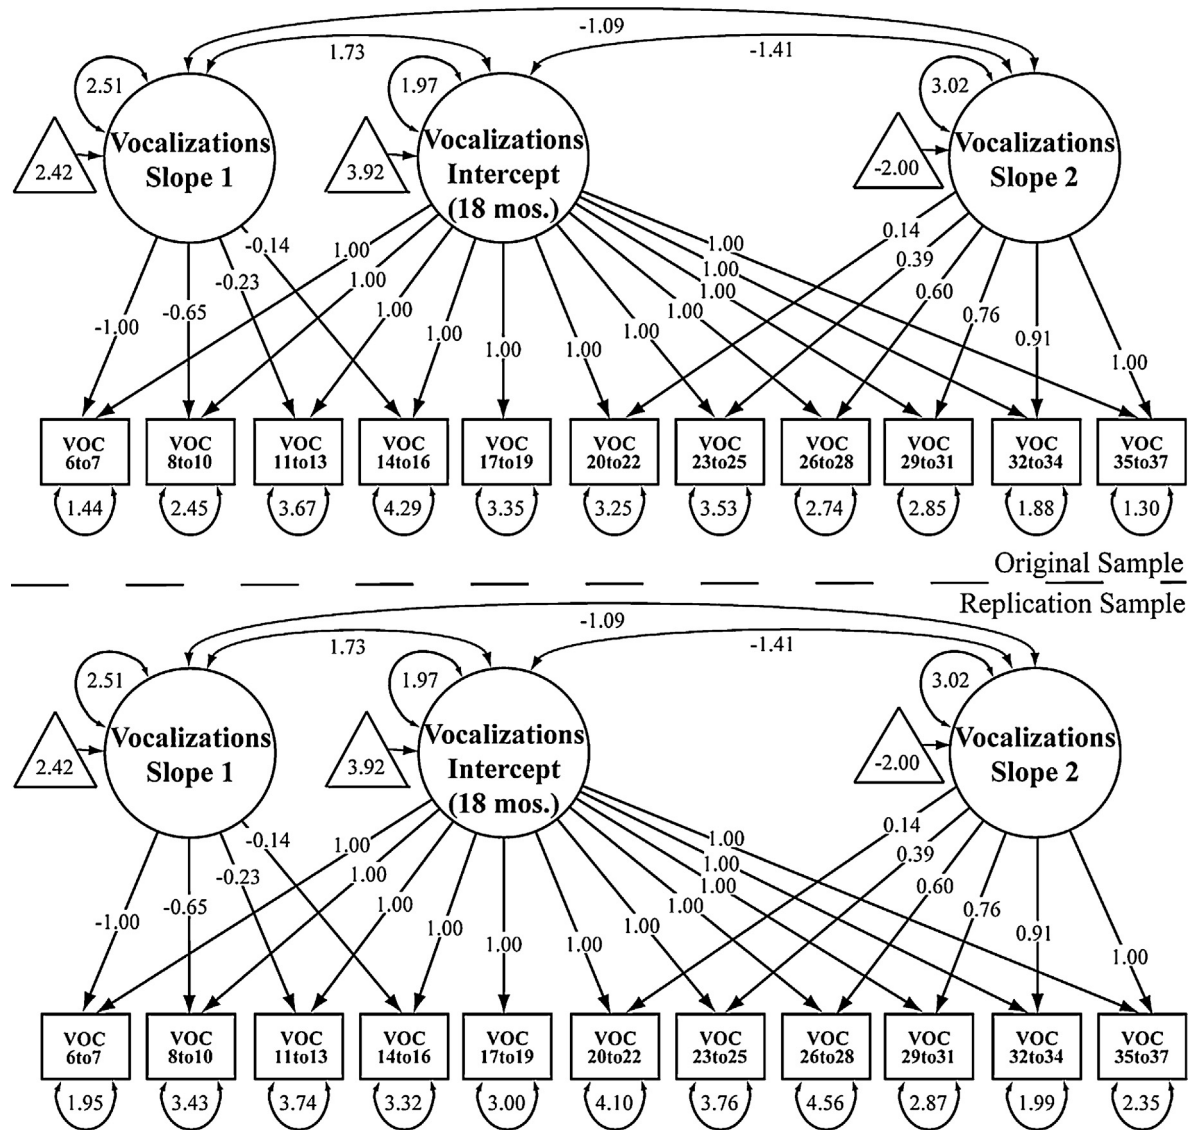 -1.09
1.73
-1.41
2.51
1.97
3.02
Vocalizations
Slope 1
Vocalizations
Intercept
(18 mos.)
Vocalizations
Slope 2
2.42
3.92
-2.00
-1.00
-0.65
-0.23
-0.14
1.00
1.00
1.00
1.00
1.00
1.00
1.00
1.00
1.00
1.00
1.00
0.14
0.39
0.60
0.76
0.91
1.00
VOC
6to7
VOC
8to10
VOC
11to13
VOC
14to16
VOC
17to19
VOC
20to22
VOC
23to25
VOC
26to28
VOC
29to31
VOC
32to34
VOC
35to37
1.44
2.45
3.67
4.29
3.35
3.25
3.53
2.74
2.85
1.88
1.30
Original Sample
Replication Sample
-1.09
1.73
-1.41
2.51
1.97
3.02
Vocalizations
Slope 1
Vocalizations
Intercept
(18 mos.)
Vocalizations
Slope 2
2.42
3.92
-2.00
-1.00
-0.65
-0.23
-0.14
1.00
1.00
1.00
1.00
1.00
1.00
1.00
1.00
1.00
1.00
1.00
0.14
0.39
0.60
0.76
0.91
1.00
VOC
6to7
VOC
8to10
VOC
11to13
VOC
14to16
VOC
17to19
VOC
20to22
VOC
23to25
VOC
26to28
VOC
29to31
VOC
32to34
VOC
35to37
1.95
3.43
3.74
3.32
3.00
4.10
3.76
4.56
2.87
1.99
2.35